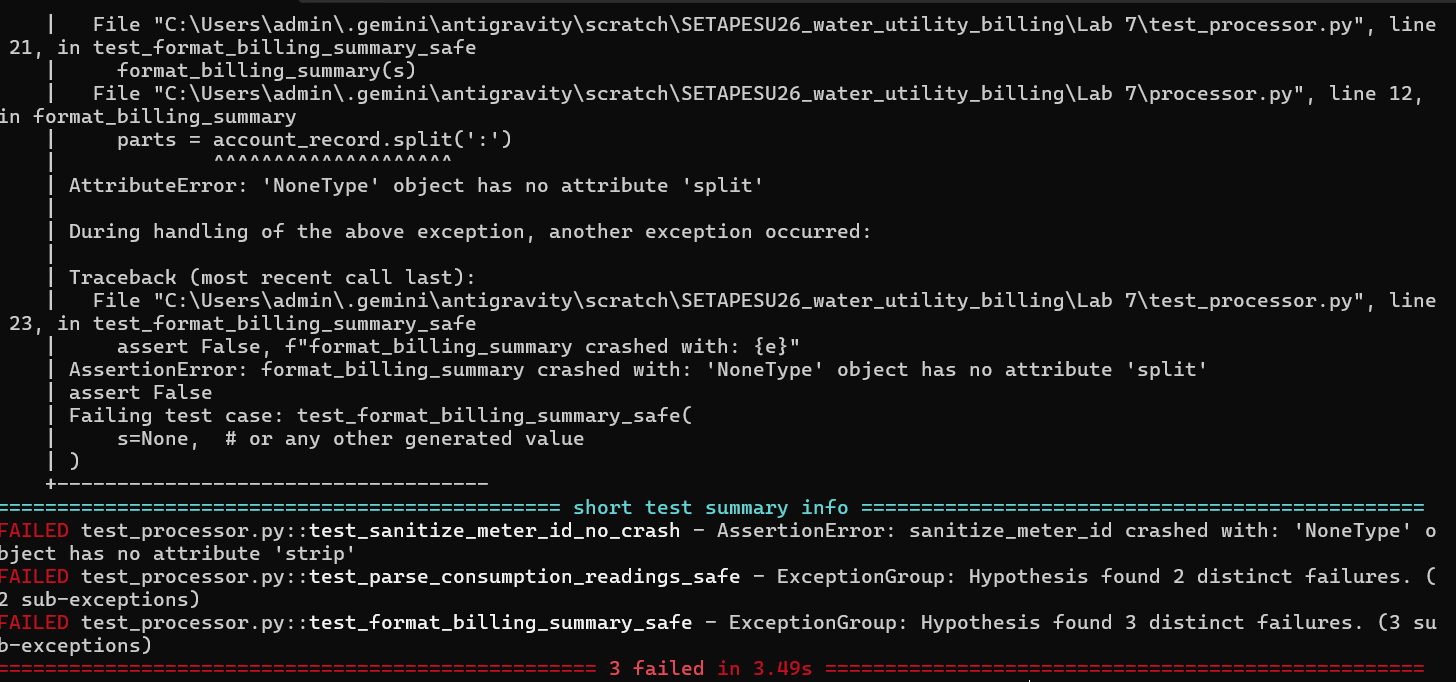 |   File "C:\Users\admin\.gemini\antigravity\scratch\SETAPESU26_water_utility_billing\Lab 7\test_processor.py", line
21, in test_format_billing_summary_safe
|     format_billing_summary(s)
|   File "C:\Users\admin\.gemini\antigravity\scratch\SETAPESU26_water_utility_billing\Lab 7\processor.py", line 12,
in format_billing_summary
|     parts = account_record.split(':')
|             ^^^^^^^^^^^^^^^^^^^^
| AttributeError: 'NoneType' object has no attribute 'split'
|
| During handling of the above exception, another exception occurred:
|
| Traceback (most recent call last):
|   File "C:\Users\admin\.gemini\antigravity\scratch\SETAPESU26_water_utility_billing\Lab 7\test_processor.py", line
23, in test_format_billing_summary_safe
|     assert False, f"format_billing_summary crashed with: {e}"
| AssertionError: format_billing_summary crashed with: 'NoneType' object has no attribute 'split'
| assert False
| Failing test case: test_format_billing_summary_safe(
|     s=None,  # or any other generated value
| )
+------------------------------------
=============================================== short test summary info ===============================================
FAILED test_processor.py::test_sanitize_meter_id_no_crash - AssertionError: sanitize_meter_id crashed with: 'NoneType' o
bject has no attribute 'strip'
FAILED test_processor.py::test_parse_consumption_readings_safe - ExceptionGroup: Hypothesis found 2 distinct failures. (
2 sub-exceptions)
FAILED test_processor.py::test_format_billing_summary_safe - ExceptionGroup: Hypothesis found 3 distinct failures. (3 su
b-exceptions)
================================================== 3 failed in 3.49s ==================================================